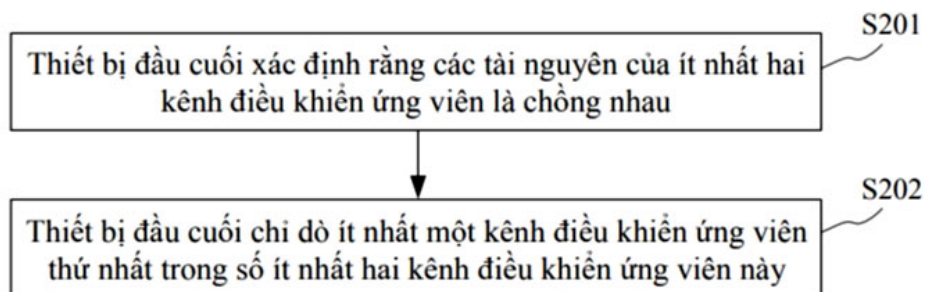 S201
Thiết bị đầu cuối xác định rằng các tài nguyên của ít nhất hai
kênh điều khiển ứng viên là chồng nhau
S202
Thiết bị đầu cuối chỉ dò ít nhất một kênh điều khiển ứng viên
thứ nhất trong số ít nhất hai kênh điều khiển ứng viên này